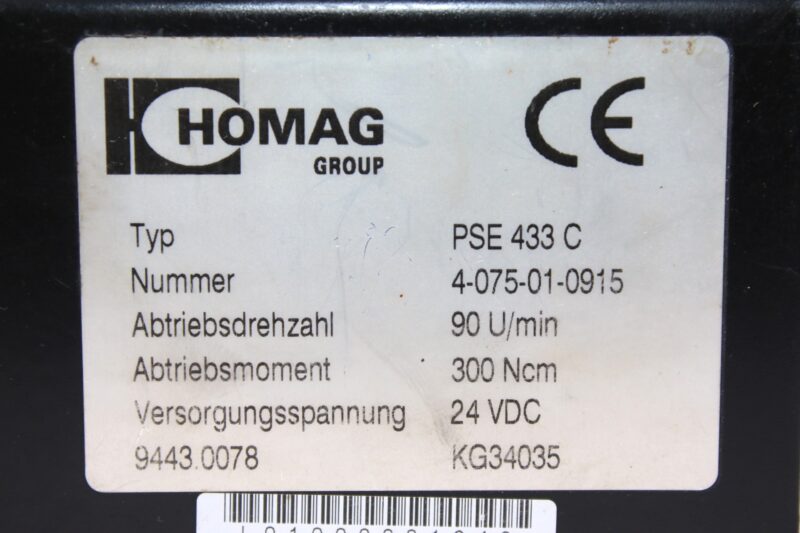 HOMAG
GROUP
CE
Typ PSE 433 C
Nummer 4-075-01-0915
Abtriebsdrehzahl 90 U/min
Abtriebsmoment 300 Ncm
Versorgungsspannung 24 VDC
9443.0078 KG34035